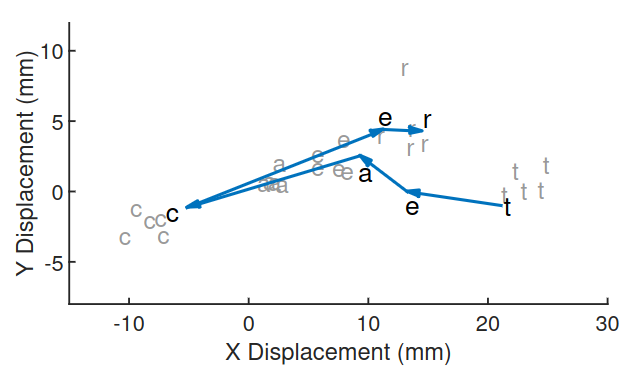 10
5
0
-5
-10 0 10 20 30
X Displacement (mm)
Y Displacement (mm)
r
e r
r r r
e
e
a
e e e
a
a a a a
t
t
t t t
t
e
c
c
c c
c c